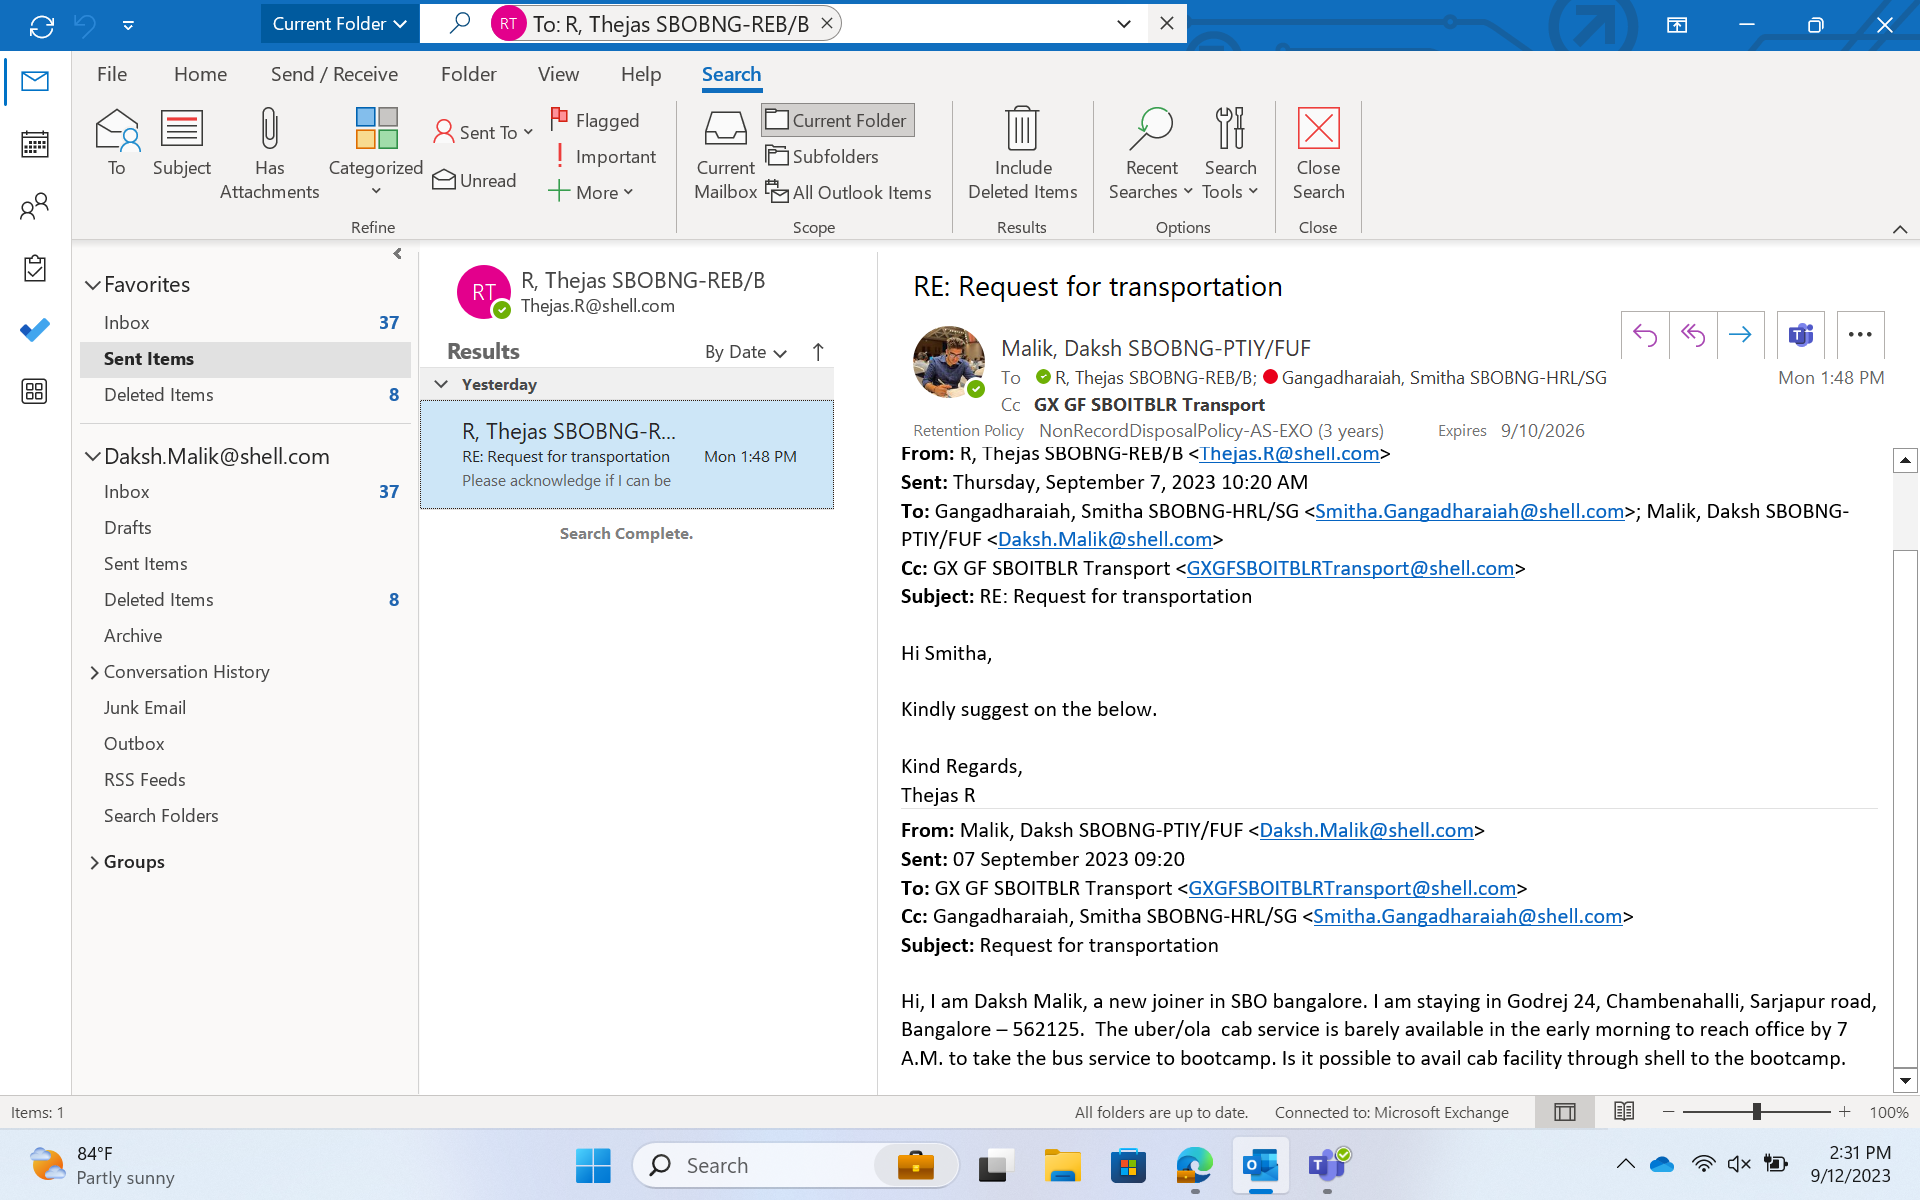 Current Folder
RT To: R, Thejas SBOBNG-REB/B
File Home Send / Receive Folder View Help Search
To
Subject
Has Attachments
Categorized
Sent To
Unread
Flagged
Important
More
Refine
Current Mailbox
Current Folder
Subfolders
All Outlook Items
Scope
Include Deleted Items
Results
Recent Searches
Search Tools
Options
Close Search
Close
Favorites
Inbox 37
Sent Items
Deleted Items 8
Daksh.Malik@shell.com
Inbox 37
Drafts
Sent Items
Deleted Items 8
Archive
Conversation History
Junk Email
Outbox
RSS Feeds
Search Folders
Groups
RT
R, Thejas SBOBNG-REB/B
Thejas.R@shell.com
Results By Date
Yesterday
R, Thejas SBOBNG-R...
RE: Request for transportation Mon 1:48 PM
Please acknowledge if I can be
Search Complete.
RE: Request for transportation
Malik, Daksh SBOBNG-PTIY/FUF
To R, Thejas SBOBNG-REB/B; Gangadharaiah, Smitha SBOBNG-HRL/SG Mon 1:48 PM
Cc GX GF SBOITBLR Transport
Retention Policy NonRecordDisposalPolicy-AS-EXO (3 years) Expires 9/10/2026
From: R, Thejas SBOBNG-REB/B <Thejas.R@shell.com>
Sent: Thursday, September 7, 2023 10:20 AM
To: Gangadharaiah, Smitha SBOBNG-HRL/SG <Smitha.Gangadharaiah@shell.com>; Malik, Daksh SBOBNG-
PTIY/FUF <Daksh.Malik@shell.com>
Cc: GX GF SBOITBLR Transport <GXGFSBOITBLRTransport@shell.com>
Subject: RE: Request for transportation
Hi Smitha,
Kindly suggest on the below.
Kind Regards,
Thejas R
From: Malik, Daksh SBOBNG-PTIY/FUF <Daksh.Malik@shell.com>
Sent: 07 September 2023 09:20
To: GX GF SBOITBLR Transport <GXGFSBOITBLRTransport@shell.com>
Cc: Gangadharaiah, Smitha SBOBNG-HRL/SG <Smitha.Gangadharaiah@shell.com>
Subject: Request for transportation
Hi, I am Daksh Malik, a new joiner in SBO bangalore. I am staying in Godrej 24, Chambenahalli, Sarjapur road,
Bangalore – 562125. The uber/ola cab service is barely available in the early morning to reach office by 7
A.M. to take the bus service to bootcamp. Is it possible to avail cab facility through shell to the bootcamp.
Items: 1 All folders are up to date. Connected to: Microsoft Exchange 100%
84°F
Partly sunny
Search
2:31 PM
9/12/2023